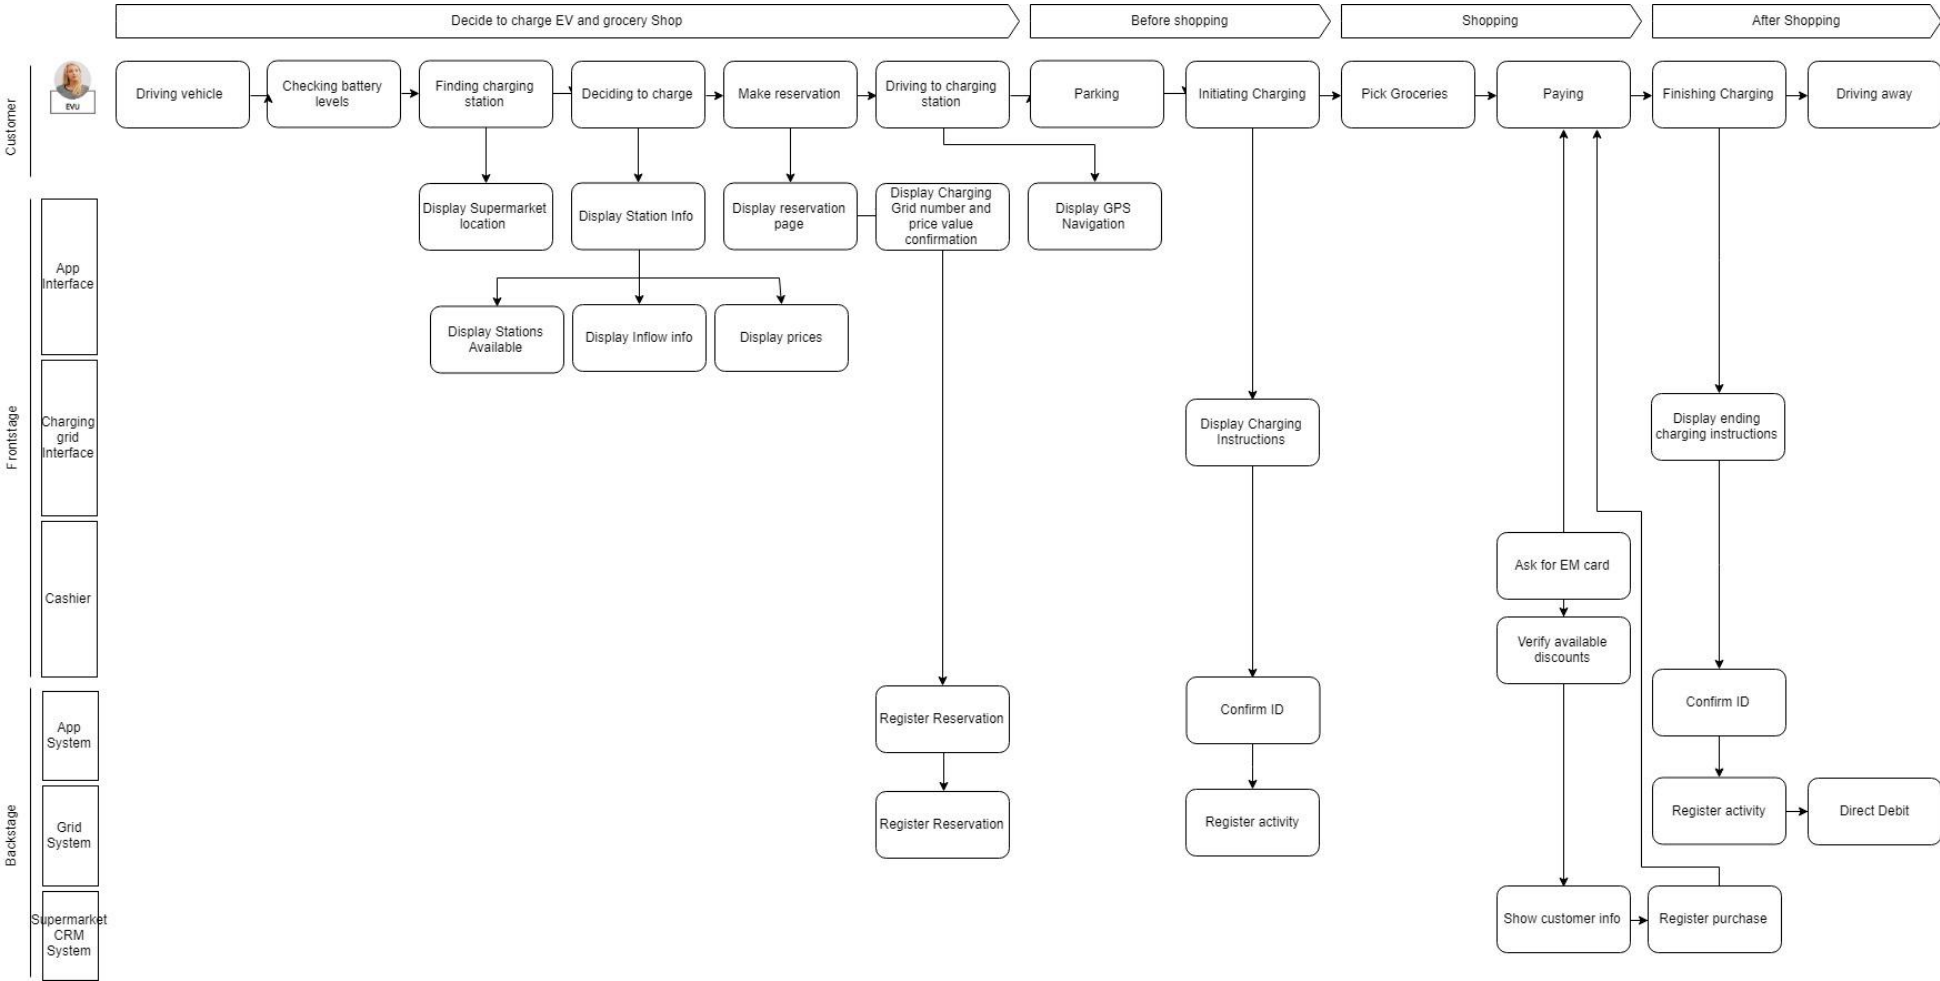 Decide to charge EV and grocery Shop
Before shopping
Shopping
After Shopping
Customer
EVU
Driving vehicle
Checking battery
levels
Finding charging
station
Deciding to charge
Make reservation
Driving to charging
station
Parking
Initiating Charging
Pick Groceries
Paying
Finishing Charging
Driving away
Frontstage
App
Interface
Display Supermarket
location
Display Station Info
Display reservation
page
Display Charging
Grid number and
price value
confirmation
Display GPS
Navigation
Display Stations
Available
Display Inflow info
Display prices
Charging
grid
Interface
Display Charging
Instructions
Display ending
charging instructions
Cashier
Ask for EM card
Verify available
discounts
Backstage
App
System
Register Reservation
Confirm ID
Confirm ID
Grid
System
Register Reservation
Register activity
Register activity
Direct Debit
Supermarket
CRM
System
Show customer info
Register purchase